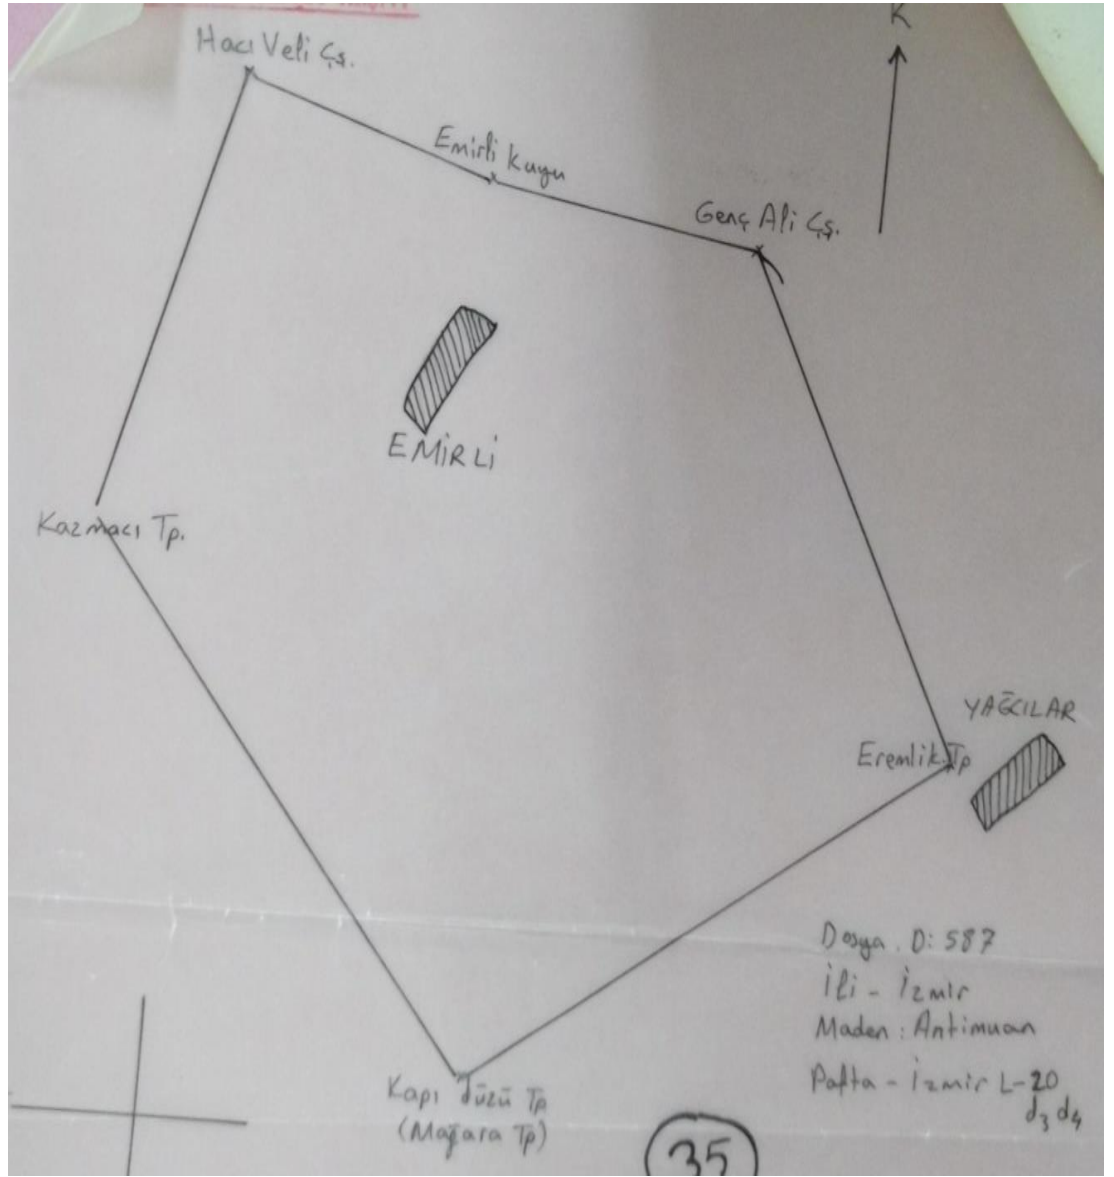 K
Hacı Veli Çş.
Emirli Kuyu
Genç Ali Çş.
EMİRLİ
Kazmacı Tp.
YAĞCILAR
Eremlik Tp
Dosya. D: 587
İli - İzmir
Maden: Antimuan
Pafta - İzmir L-20
d3 d4
Kapı düzü Tp
(Mağara Tp)
35